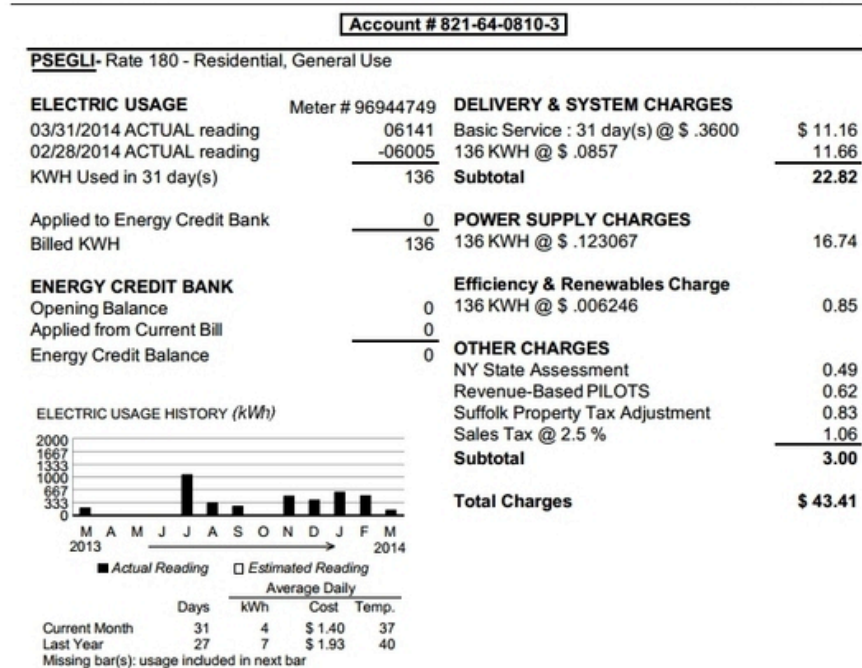 Account # 821-64-0810-3
PSEGLI- Rate 180 - Residential, General Use
ELECTRIC USAGE Meter # 96944749
03/31/2014 ACTUAL reading 06141
02/28/2014 ACTUAL reading -06005
KWH Used in 31 day(s) 136
Applied to Energy Credit Bank 0
Billed KWH 136
ENERGY CREDIT BANK
Opening Balance 0
Applied from Current Bill 0
Energy Credit Balance 0
ELECTRIC USAGE HISTORY (kWh)
2000
1667
1333
1000
667
333
0
M A M J J A S O N D J F M
2013 2014
Actual Reading Estimated Reading
Average Daily
Days kWh Cost Temp.
Current Month 31 4 $ 1.40 37
Last Year 27 7 $ 1.93 40
Missing bar(s): usage included in next bar
DELIVERY & SYSTEM CHARGES
Basic Service : 31 day(s) @ $ .3600 $ 11.16
136 KWH @ $ .0857 11.66
Subtotal 22.82
POWER SUPPLY CHARGES
136 KWH @ $ .123067 16.74
Efficiency & Renewables Charge
136 KWH @ $ .006246 0.85
OTHER CHARGES
NY State Assessment 0.49
Revenue-Based PILOTS 0.62
Suffolk Property Tax Adjustment 0.83
Sales Tax @ 2.5 % 1.06
Subtotal 3.00
Total Charges $ 43.41